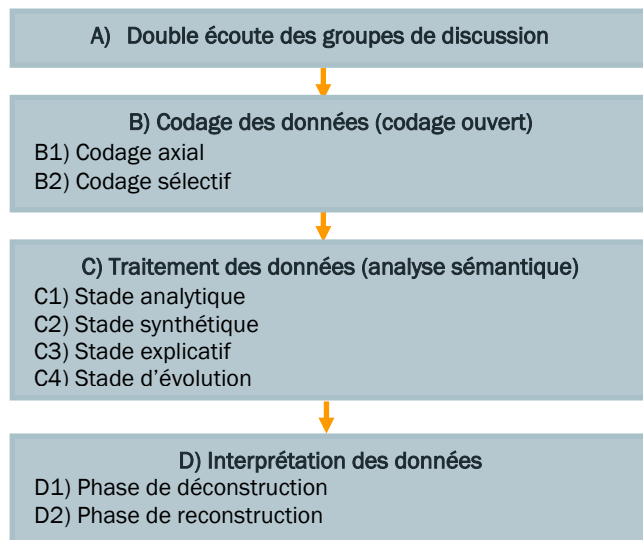 A) Double écoute des groupes de discussion
B) Codage des données (codage ouvert)
B1) Codage axial
B2) Codage sélectif
C) Traitement des données (analyse sémantique)
C1) Stade analytique
C2) Stade synthétique
C3) Stade explicatif
C4) Stade d’évolution
D) Interprétation des données
D1) Phase de déconstruction
D2) Phase de reconstruction